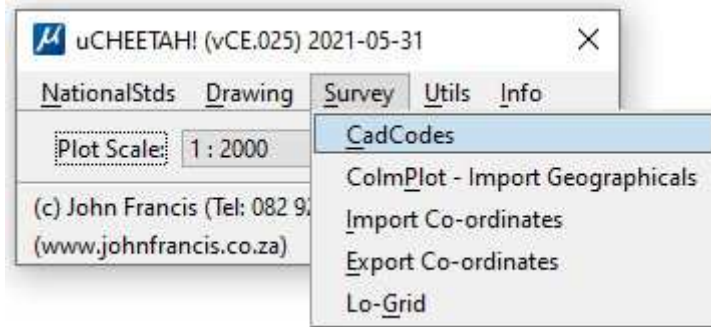 µ uCHEETAH! (vCE.025) 2021-05-31
NationalStds Drawing Survey Utils Info
Plot Scale: 1 : 2000
(c) John Francis (Tel: 082 92
(www.johnfrancis.co.za)
CadCodes
ColmPlot - Import Geographicals
Import Co-ordinates
Export Co-ordinates
Lo-Grid